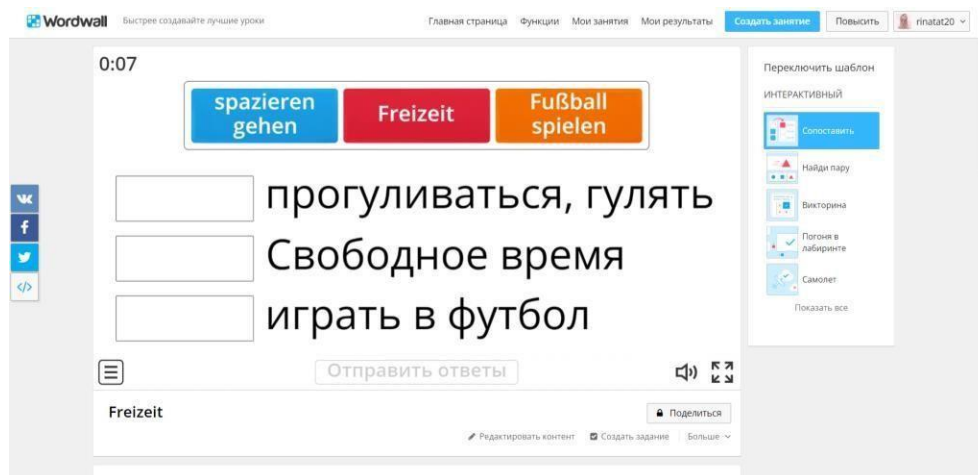 Wordwall Быстрее создавайте лучшие уроки Главная страница Функции Мои занятия Мои результаты Создать занятие Повысить rinatat20
0:07
spazieren gehen
Freizeit
Fußball spielen
прогуливаться, гулять
Свободное время
играть в футбол
Отправить ответы
Freizeit
Поделиться
Редактировать контент Создать задание Больше
Переключить шаблон
ИНТЕРАКТИВНЫЙ
Сопоставить
Найди пару
Викторина
Погоня в
лабиринте
Самолет
Показать все